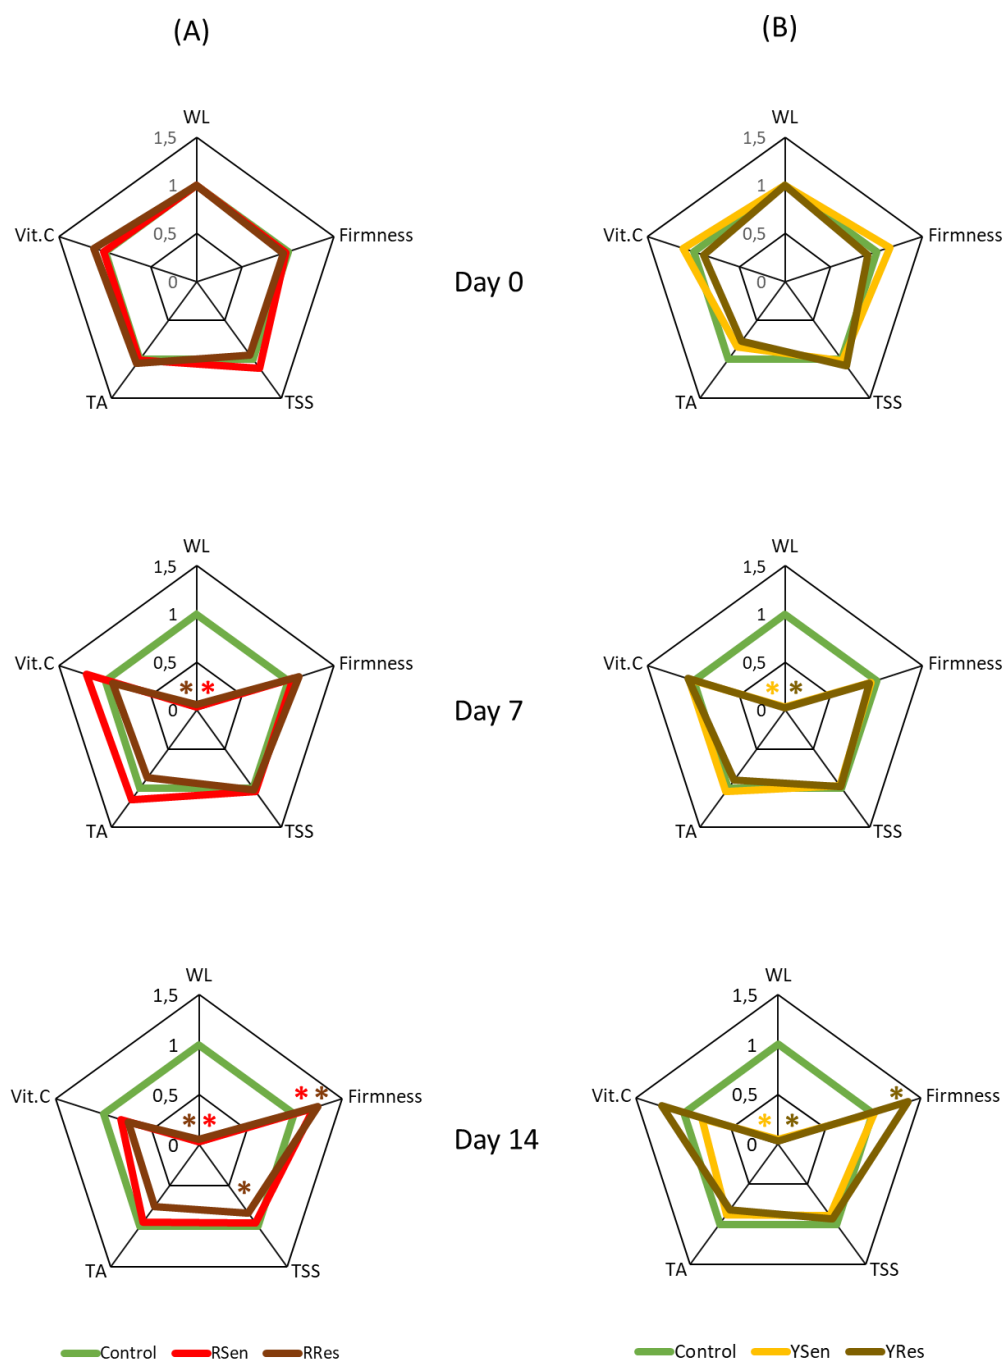 (A)
(B)
WL
1,5
1
0,5
0
Vit.C
Firmness
TA
TSS
Day 0
WL
1,5
1
0,5
0
Vit.C
Firmness
TA
TSS
WL
1,5
1
0,5
0
Vit.C
Firmness
* *
TA
TSS
Day 7
WL
1,5
1
0,5
0
Vit.C
Firmness
* *
TA
TSS
WL
1,5
1
0,5
0
Vit.C
Firmness
* *
* *
*
TA
TSS
Day 14
WL
1,5
1
0,5
0
Vit.C
Firmness
*
* *
TA
TSS
Control RSen RRes
Control YSen YRes